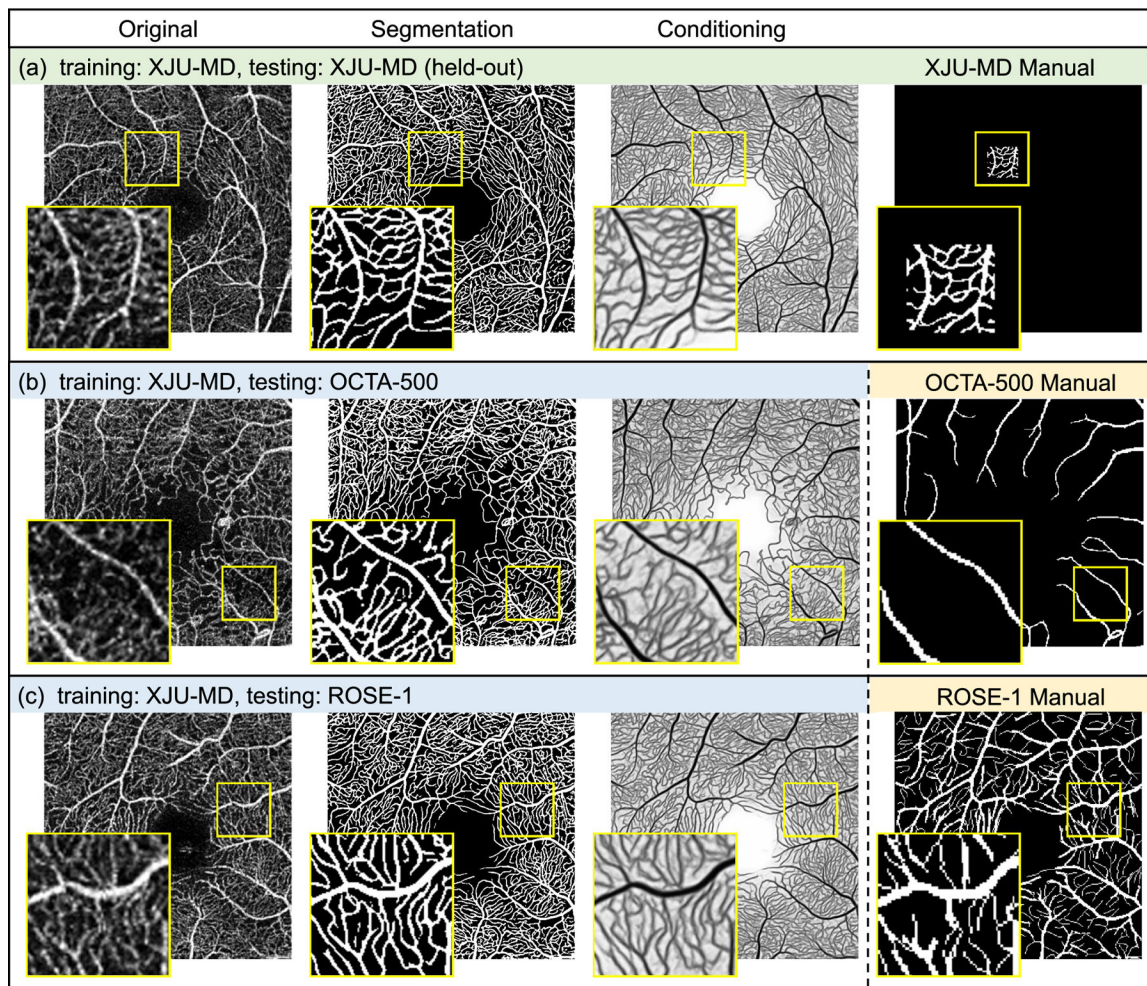 Original Segmentation Conditioning
(a) training: XJU-MD, testing: XJU-MD (held-out) XJU-MD Manual
(b) training: XJU-MD, testing: OCTA-500 OCTA-500 Manual
(c) training: XJU-MD, testing: ROSE-1 ROSE-1 Manual